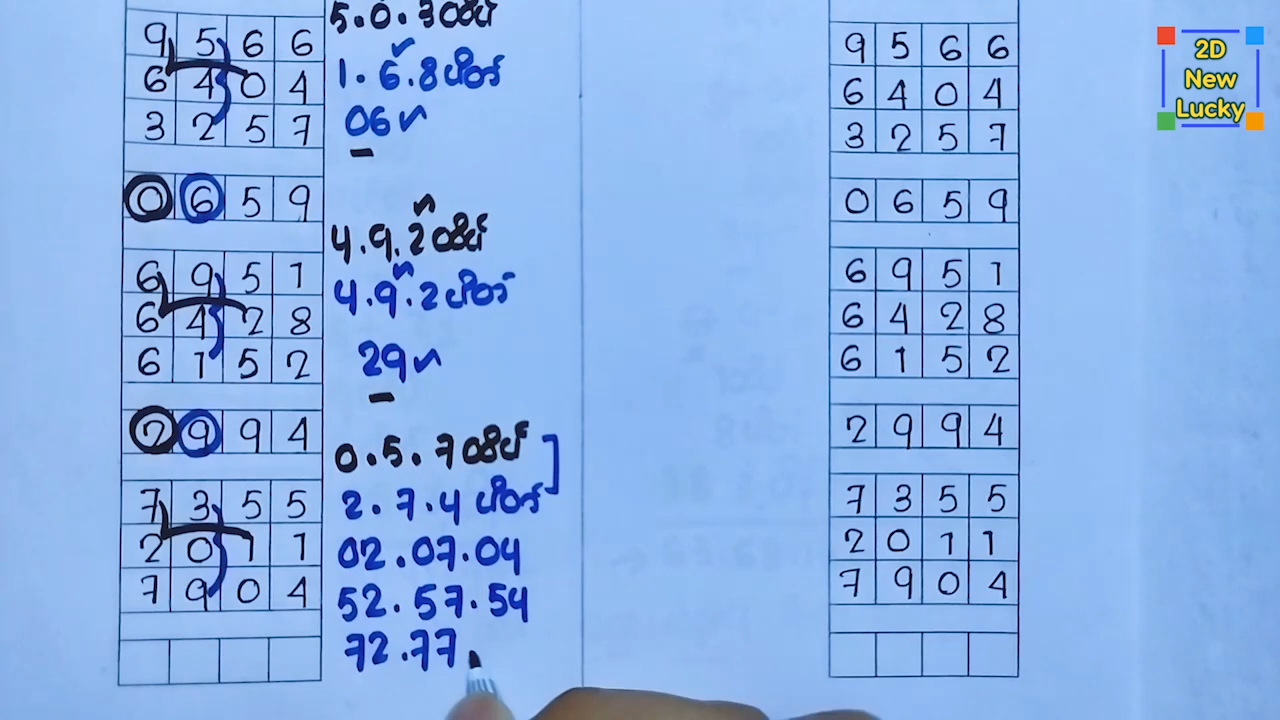 9 5 6 6
6 4 0 4
3 2 5 7
0 6 5 9
6 9 5 1
6 4 2 8
6 1 5 2
2 9 9 4
7 3 5 5
2 0 1 1
7 9 0 4
5.0.3 ထိပ်
1.6.8 ပိတ်
06
4.9.2 ထိပ်
4.9.2 ပိတ်
29
0.5.7 ထိပ်
2.7.4 ပိတ်
02.07.04
52.57.54
72.77
9 5 6 6
6 4 0 4
3 2 5 7
0 6 5 9
6 9 5 1
6 4 2 8
6 1 5 2
2 9 9 4
7 3 5 5
2 0 1 1
7 9 0 4
2D
New
Lucky